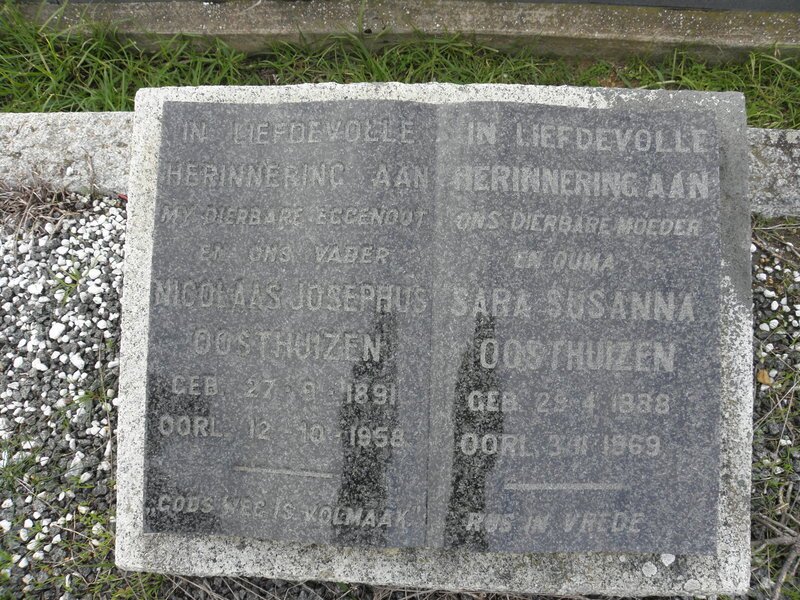 IN LIEFDEVOLLE
HERINNERING AAN
MY DIERBARE EGGENOOT
EN ONS VADER
NICOLAAS JOSEPHUS
OOSTHUIZEN
GEB. 27 - 9 - 1891
OORL. 12 - 10 - 1958
"GODS WEG IS VOLMAAK"
IN LIEFDEVOLLE
HERINNERING AAN
ONS DIERBARE MOEDER
EN OUMA
SARA SUSANNA
OOSTHUIZEN
GEB. 29 - 4 - 1898
OORL. 3-11-1969
RUS IN VREDE